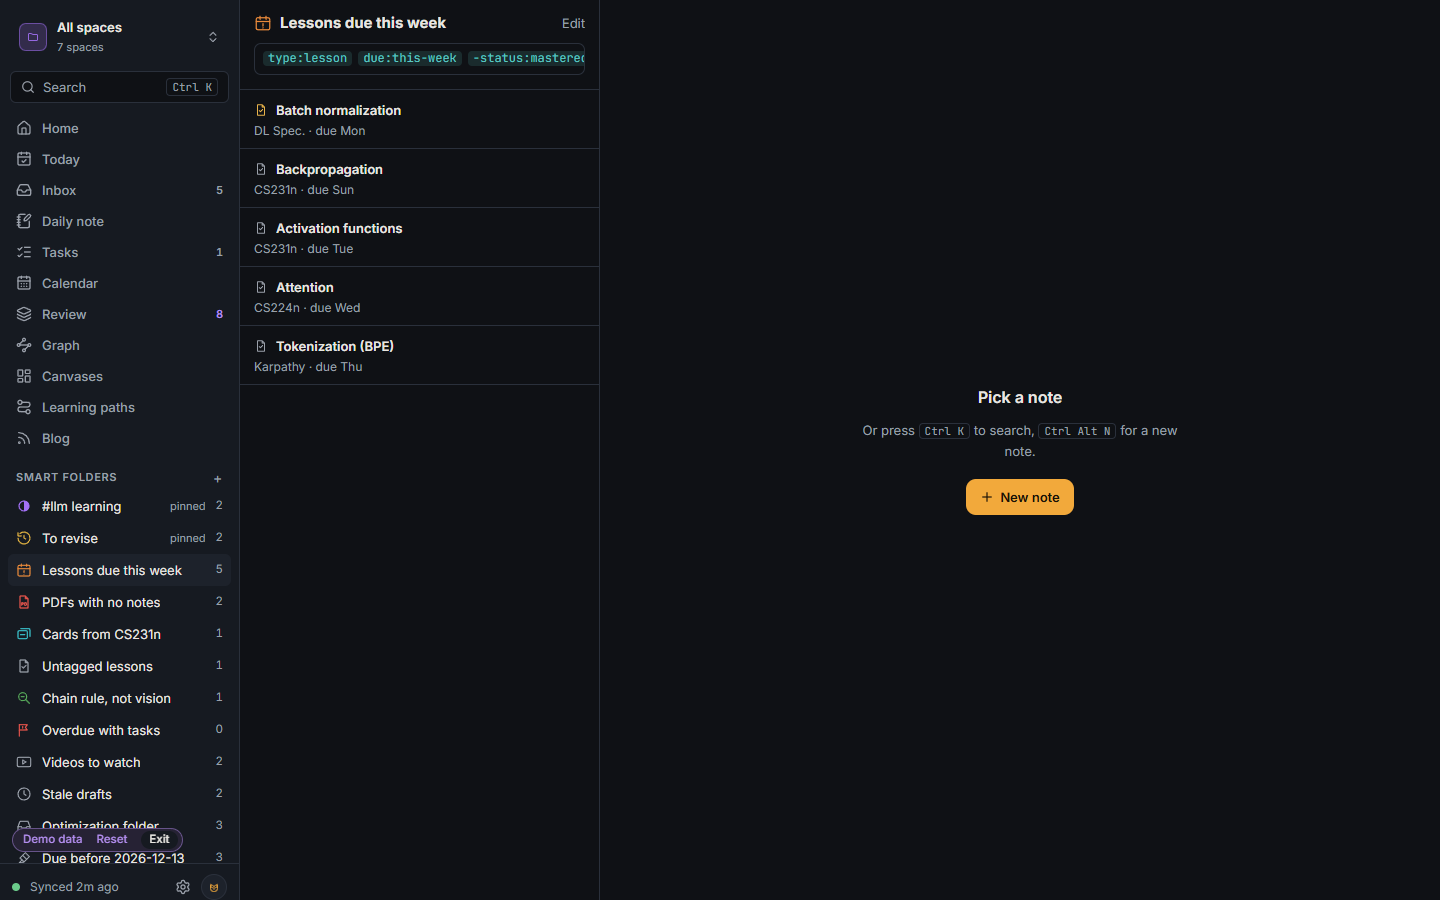 All spaces
7 spaces
Search Ctrl K
Home
Today
Inbox 5
Daily note
Tasks 1
Calendar
Review 8
Graph
Canvases
Learning paths
Blog
SMART FOLDERS +
#llm learning pinned 2
To revise pinned 2
Lessons due this week 5
PDFs with no notes 2
Cards from CS231n 1
Untagged lessons 1
Chain rule, not vision 1
Overdue with tasks 0
Videos to watch 2
Stale drafts 2
Optimization folder 3
Demo data Reset Exit
Due before 2026-12-13 3
Synced 2m ago
Lessons due this week Edit
type:lesson due:this-week -status:mastered
Batch normalization
DL Spec. · due Mon
Backpropagation
CS231n · due Sun
Activation functions
CS231n · due Tue
Attention
CS224n · due Wed
Tokenization (BPE)
Karpathy · due Thu
Pick a note
Or press Ctrl K to search, Ctrl Alt N for a new
note.
+ New note